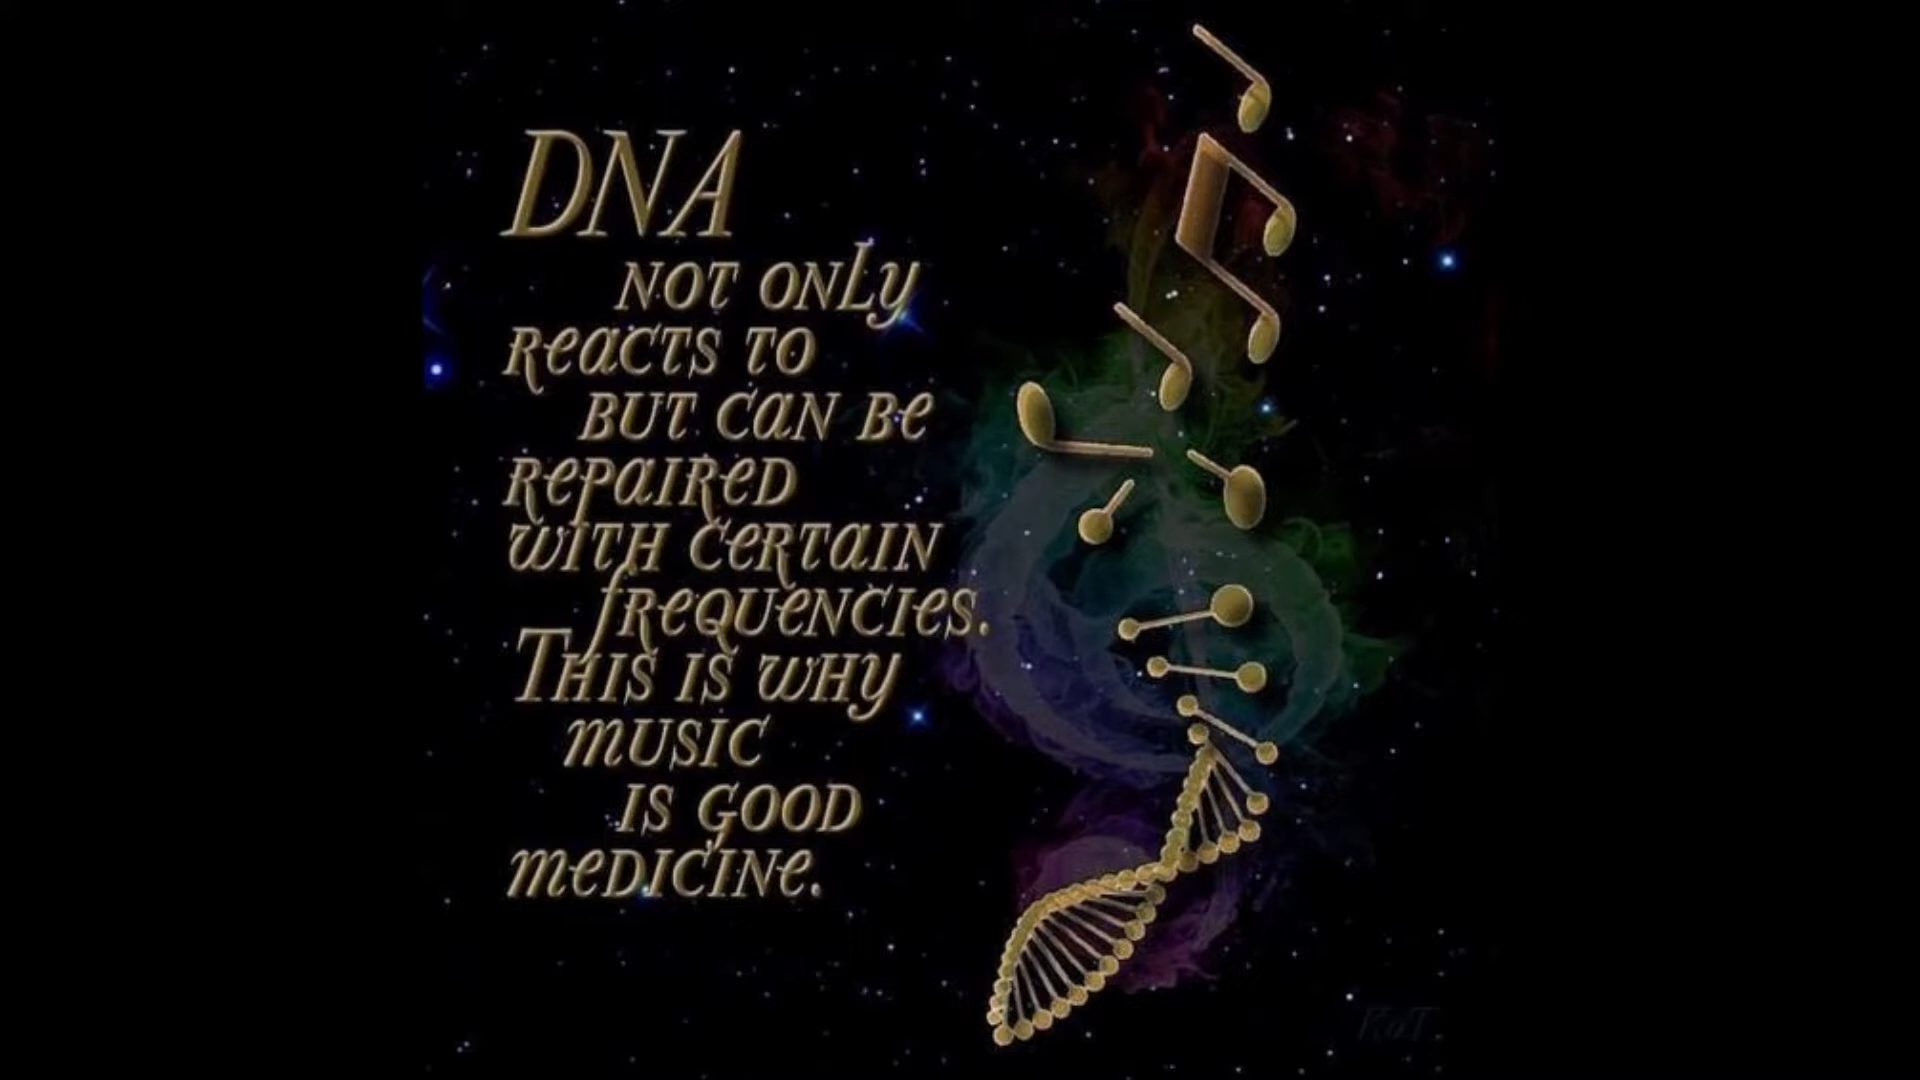 DNA
NOT ONLY
REACTS TO
BUT CAN BE
REPAIRED
WITH CERTAIN
FREQUENCIES.
THIS IS WHY
MUSIC
IS GOOD
MEDICINE.